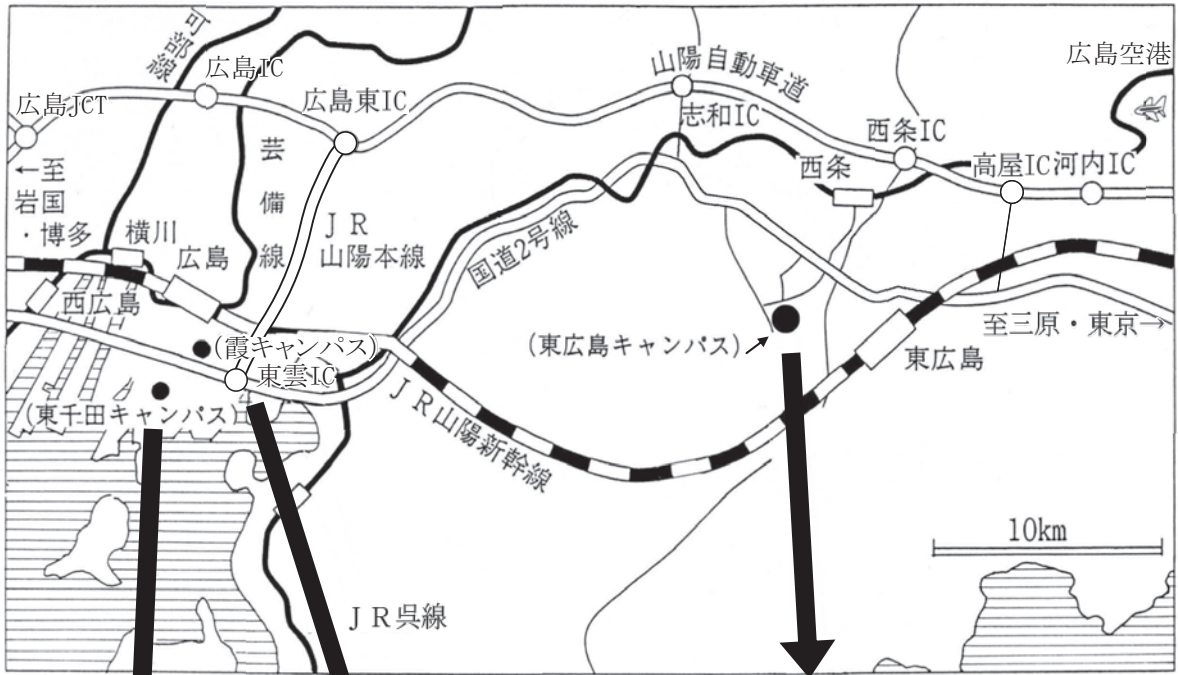 可部線
広島IC
広島JCT
広島東IC
山陽自動車道
志和IC
広島空港
西条IC
西条
高屋IC
河内IC
←至
岩国
・博多
芸備線
横川
広島
西広島
ＪＲ
山陽本線
国道2号線
(霞キャンパス)
東雲IC
(東千田キャンパス)
ＪＲ山陽新幹線
(東広島キャンパス)
東広島
至三原・東京→
10km
ＪＲ呉線